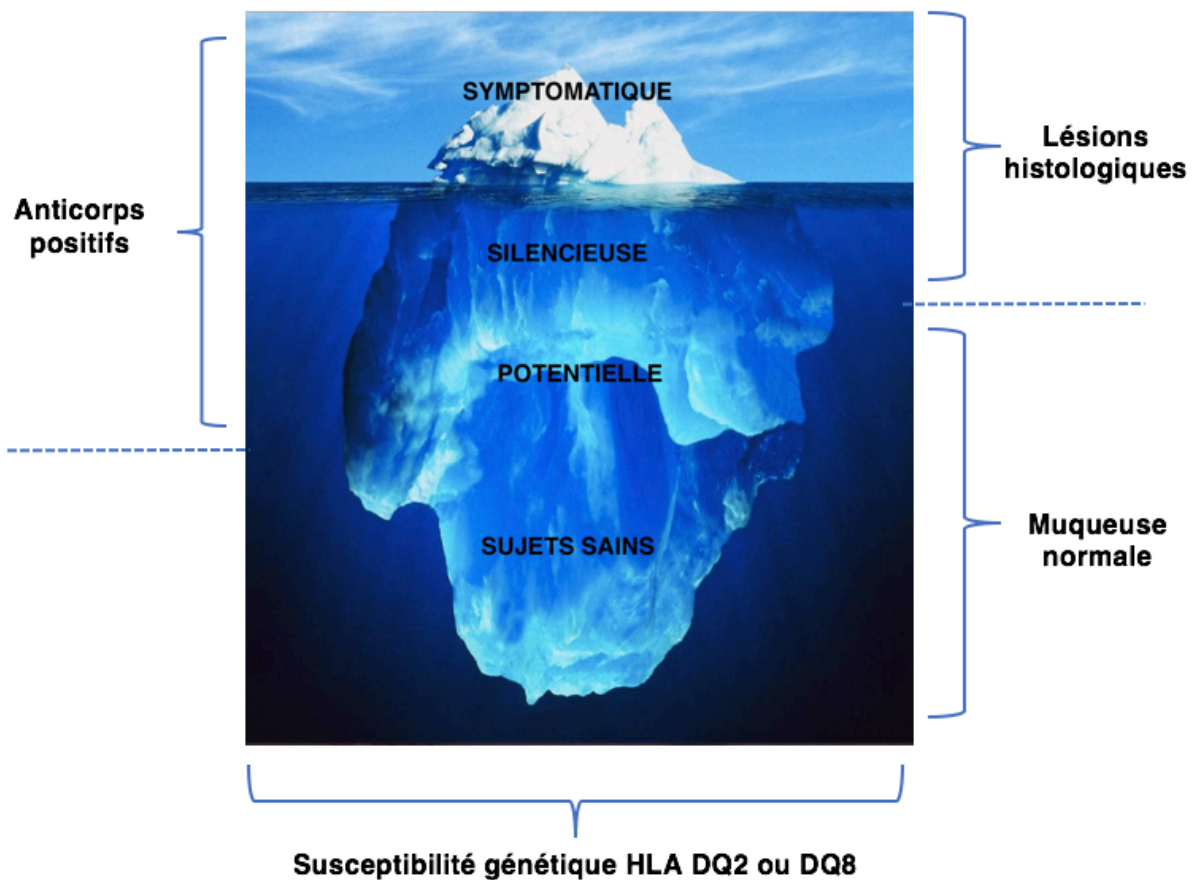 SYMPTOMATIQUE
Lésions
histologiques
Anticorps
positifs
SILENCIEUSE
POTENTIELLE
SUJETS SAINS
Muqueuse
normale
Susceptibilité génétique HLA DQ2 ou DQ8